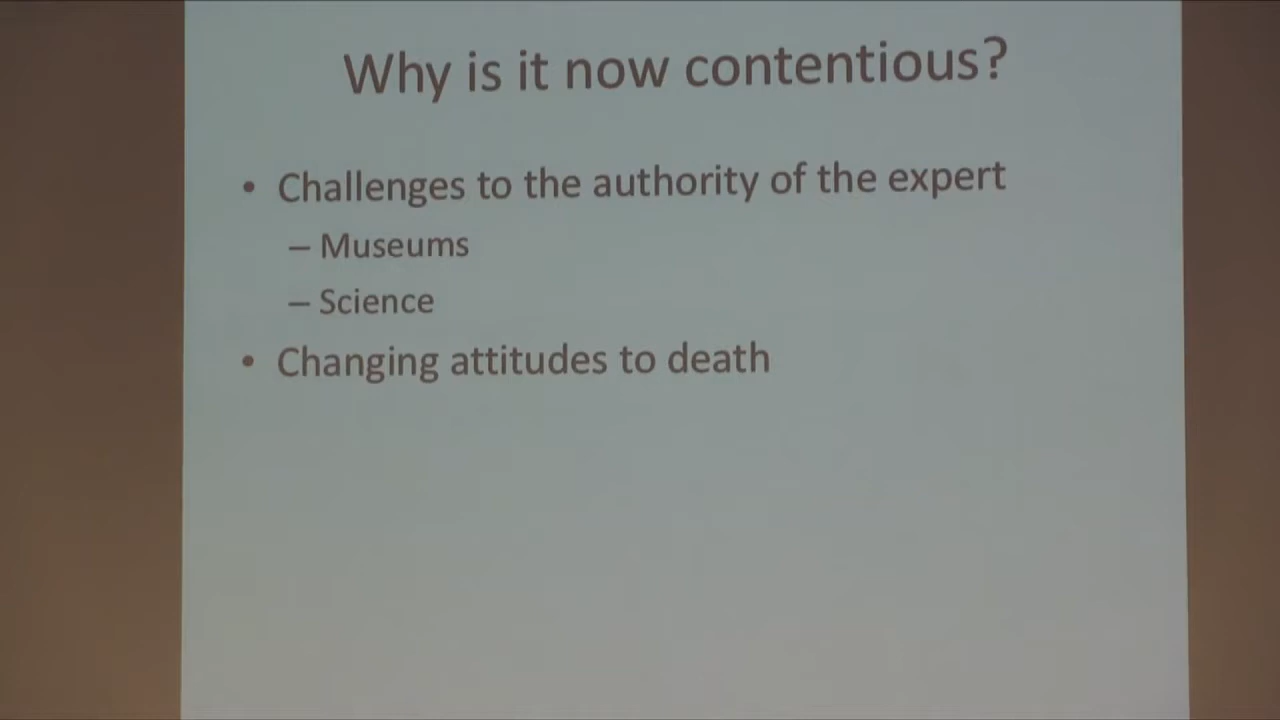 Why is it now contentious?
• Challenges to the authority of the expert
– Museums
– Science
• Changing attitudes to death